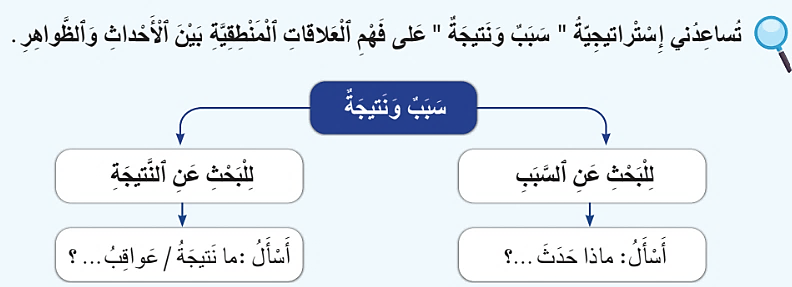 تُساعِدُني إِسْتْراتيجِيّةُ " سَبَبٌ وَنَتيجَةٌ " عَلى فَهْمِ ٱلْعَلاقاتِ ٱلْمَنْطِقِيَّةِ بَيْنَ ٱلْأَحْداثِ وَٱلظَّواهِرِ .
سَبَبٌ وَنَتيجَةٌ
لِلْبَحْثِ عَنِ ٱلسَّبَبِ
لِلْبَحْثِ عَنِ ٱلنَّتيجَةِ
أَسْأَلُ: ماذا حَدَثَ...؟
أَسْأَلُ: ما نَتيجَةُ / عَواقِبُ...؟